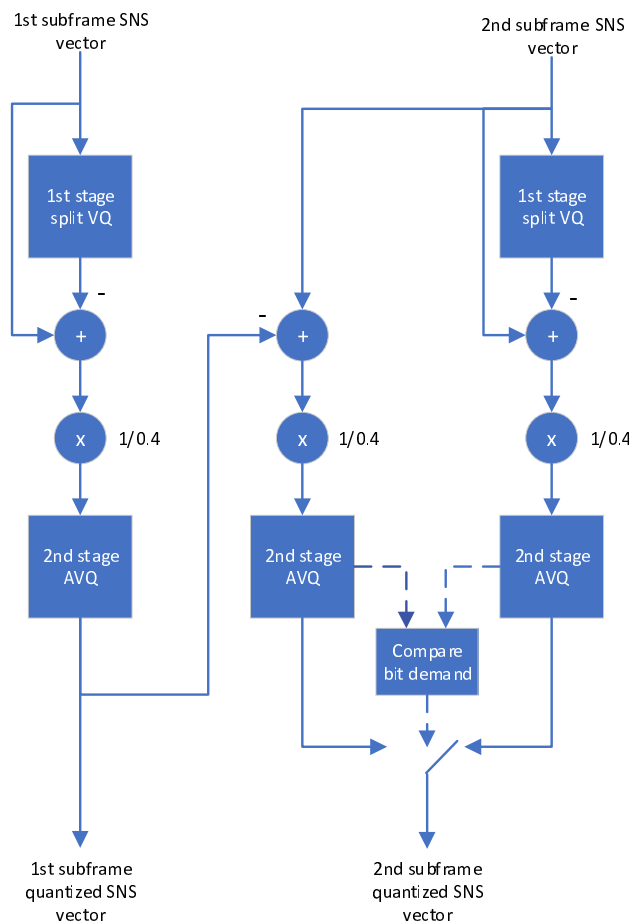 1st subframe SNS
vector
2nd subframe SNS
vector
1st stage
split VQ
1st stage
split VQ
-
-
-
+
+
+
x
1/0.4
x
1/0.4
x
1/0.4
2nd stage
AVQ
2nd stage
AVQ
2nd stage
AVQ
Compare
bit demand
1st subframe
quantized SNS
vector
2nd subframe
quantized SNS
vector